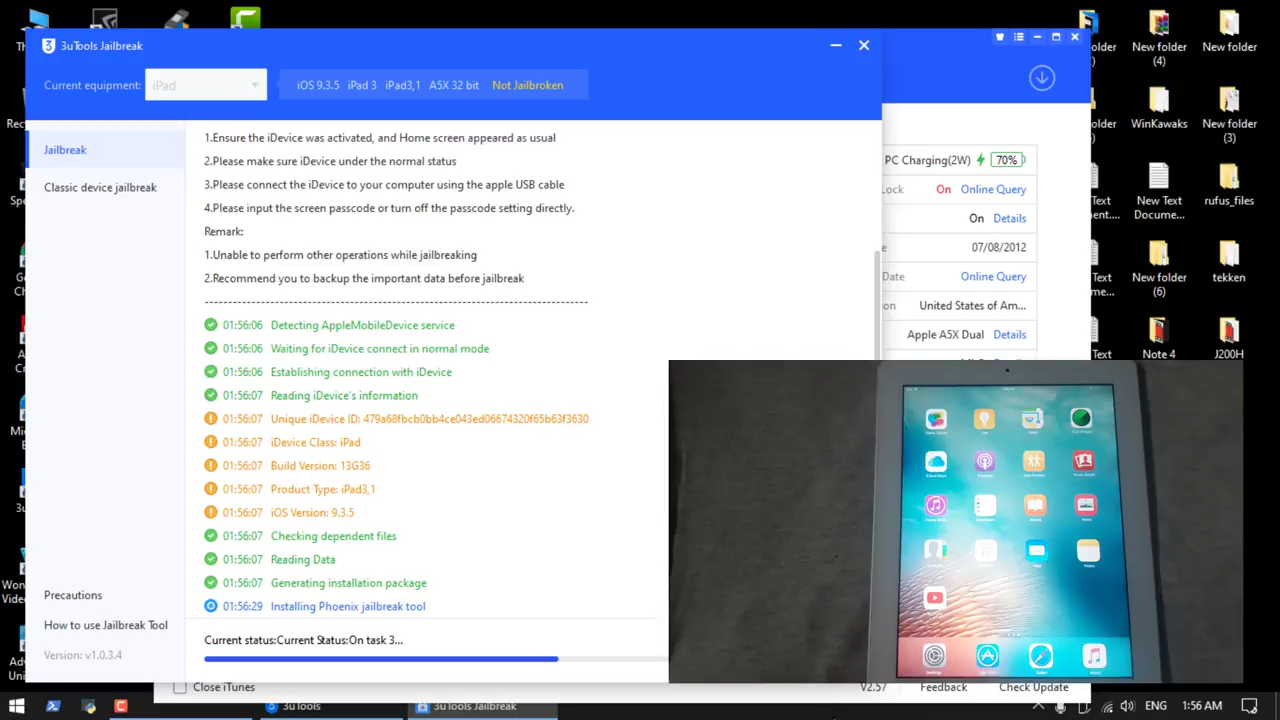 3uTools Jailbreak
Current equipment:
iPad
iOS 9.3.5 iPad 3 iPad3,1 A5X 32 bit Not Jailbroken
Jailbreak
Classic device jailbreak
1.Ensure the iDevice was activated, and Home screen appeared as usual
2.Please make sure iDevice under the normal status
3.Please connect the iDevice to your computer using the apple USB cable
4.Please input the screen passcode or turn off the passcode setting directly.
Remark:
1.Unable to perform other operations while jailbreaking
2.Recommend you to backup the important data before jailbreak
--------------------------------------------------------------------------------
01:56:06 Detecting AppleMobileDevice service
01:56:06 Waiting for iDevice connect in normal mode
01:56:06 Establishing connection with iDevice
01:56:07 Reading iDevice's information
01:56:07 Unique iDevice ID: 479a68fbcb0bb4ce043ed06674320f65b63f3630
01:56:07 iDevice Class: iPad
01:56:07 Build Version: 13G36
01:56:07 Product Type: iPad3,1
01:56:07 iOS Version: 9.3.5
01:56:07 Checking dependent files
01:56:07 Reading Data
01:56:07 Generating installation package
01:56:29 Installing Phoenix jailbreak tool
Current status:Current Status:On task 3...
Precautions
How to use Jailbreak Tool
Version: v1.0.3.4
PC Charging(2W) 70%
Lock On Online Query
On Details
07/08/2012
Date Online Query
United States of Am...
Apple A5X Dual Details
Close iTunes
V2.57 Feedback Check Update
New folder
(4)
New folder
WinKawaks
New folder
(3)
New Text
Docume...
rufus_files
New folder
(6)
tekken
Note 4
J200H
3uTools
3uTools Jailbreak
ENG 1:56 AM